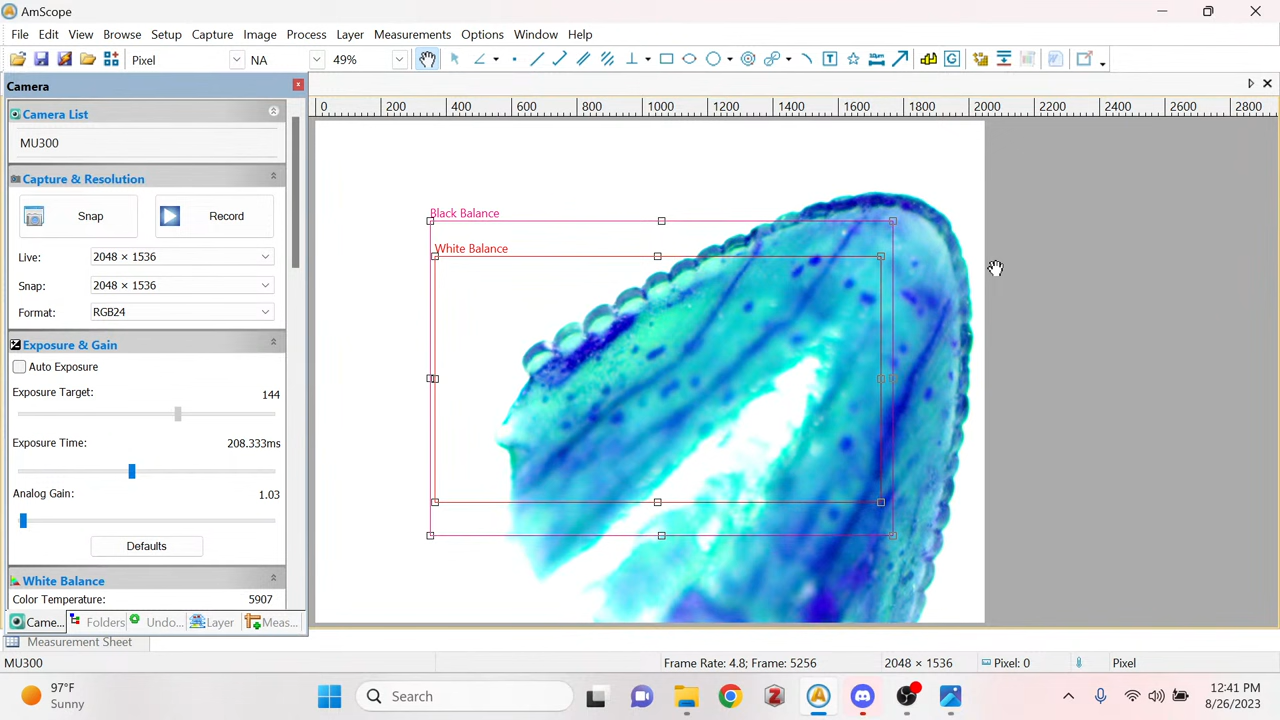 AmScope
File Edit View Browse Setup Capture Image Process Layer Measurements Options Window Help
Pixel NA 49%
Camera
0 200 400 600 800 1000 1200 1400 1600 1800 2000 2200 2400 2600 2800
Camera List
MU300
Capture & Resolution
Snap Record
Live: 2048 × 1536
Snap: 2048 × 1536
Format: RGB24
Exposure & Gain
Auto Exposure
Exposure Target: 144
Exposure Time: 208.333ms
Analog Gain: 1.03
Defaults
White Balance
Color Temperature: 5907
Black Balance
White Balance
Came... Folders Undo... Layer Meas...
Measurement Sheet
MU300 Frame Rate: 4.8; Frame: 5256 2048 × 1536 Pixel: 0 Pixel
97°F
Sunny
Search
12:41 PM
8/26/2023